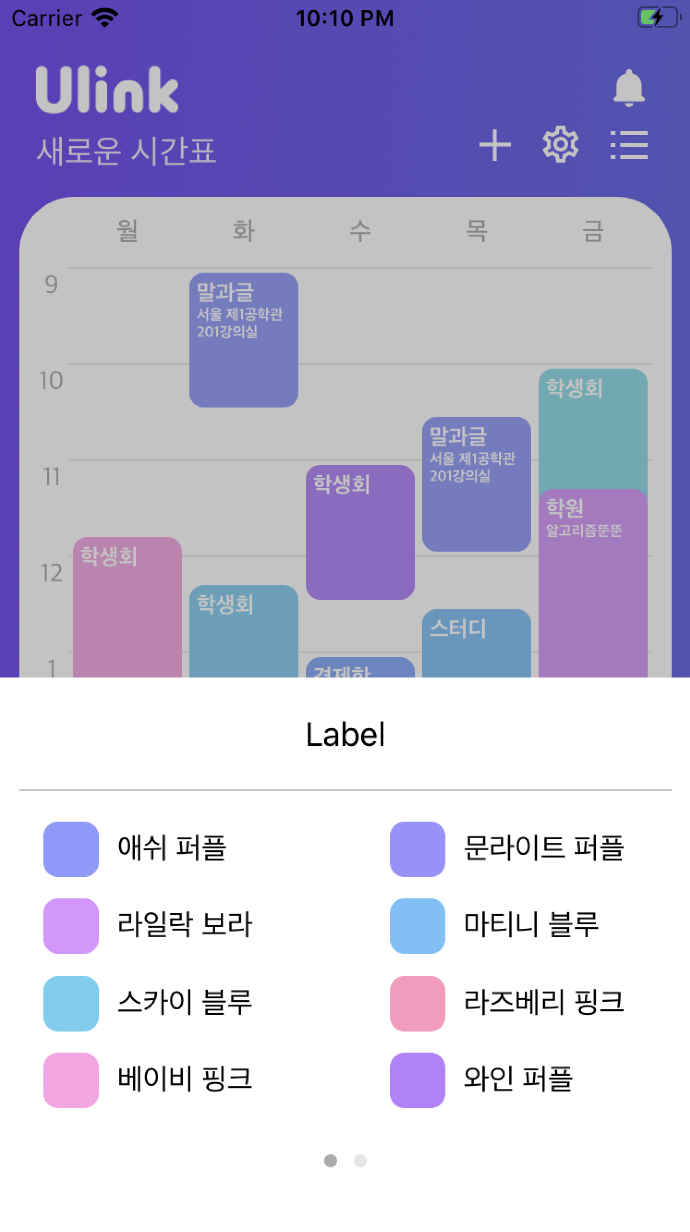 Carrier 10:10 PM
Ulink
새로운 시간표
월 화 수 목 금
9
말과글
서울 제1공학관
201강의실
10
학생회
말과글
서울 제1공학관
201강의실
11
학생회
학원
알고리즘뚠뚠
12
학생회
학생회
스터디
1
경제학
Label
애쉬 퍼플
문라이트 퍼플
라일락 보라
마티니 블루
스카이 블루
라즈베리 핑크
베이비 핑크
와인 퍼플